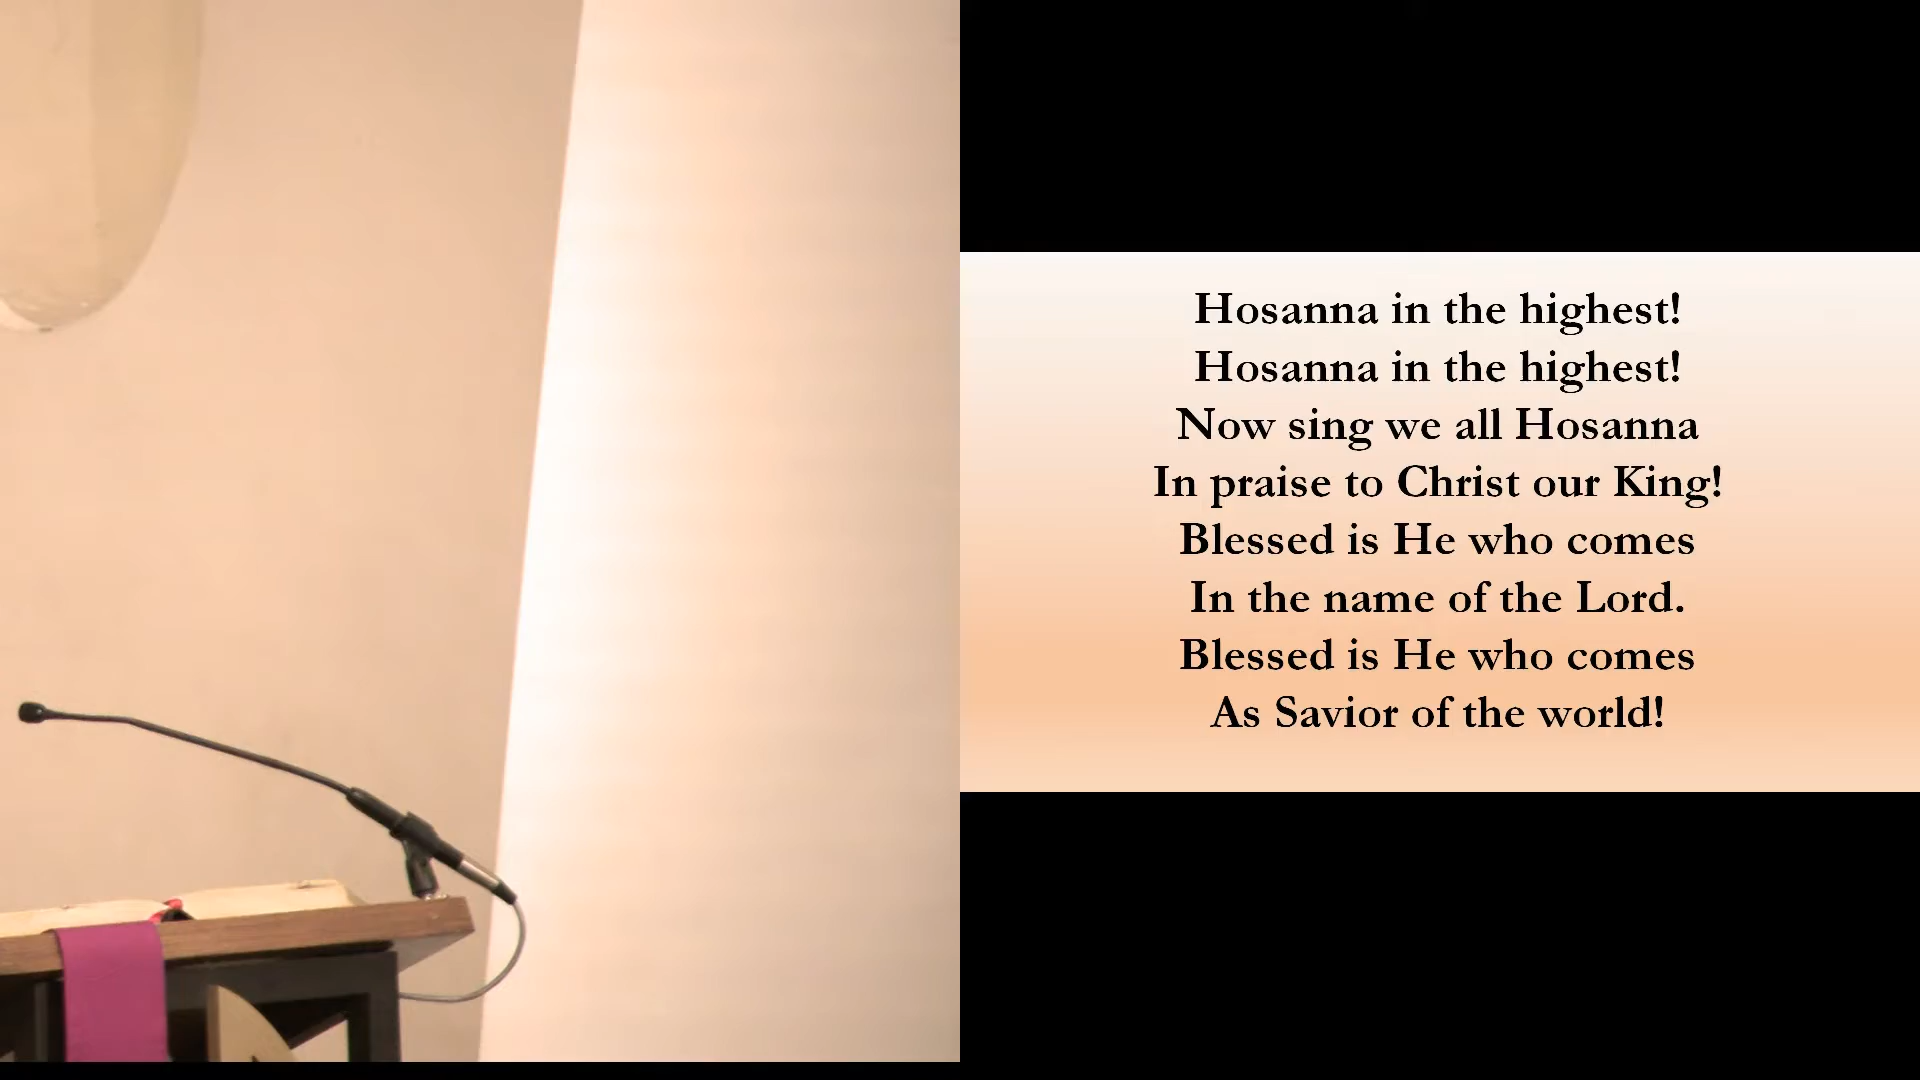 Hosanna in the highest!
Hosanna in the highest!
Now sing we all Hosanna
In praise to Christ our King!
Blessed is He who comes
In the name of the Lord.
Blessed is He who comes
As Savior of the world!